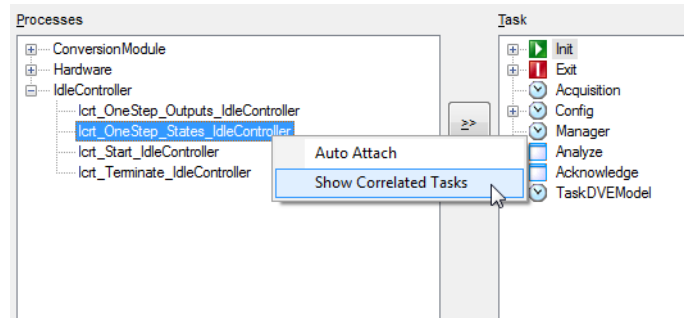 Processes
ConversionModule
Hardware
IdleController
lcrt_OneStep_Outputs_IdleController
lcrt_OneStep_States_IdleController
lcrt_Start_IdleController
lcrt_Terminate_IdleController
>>
Auto Attach
Show Correlated Tasks
Task
Init
Exit
Acquisition
Config
Manager
Analyze
Acknowledge
TaskDVEModel